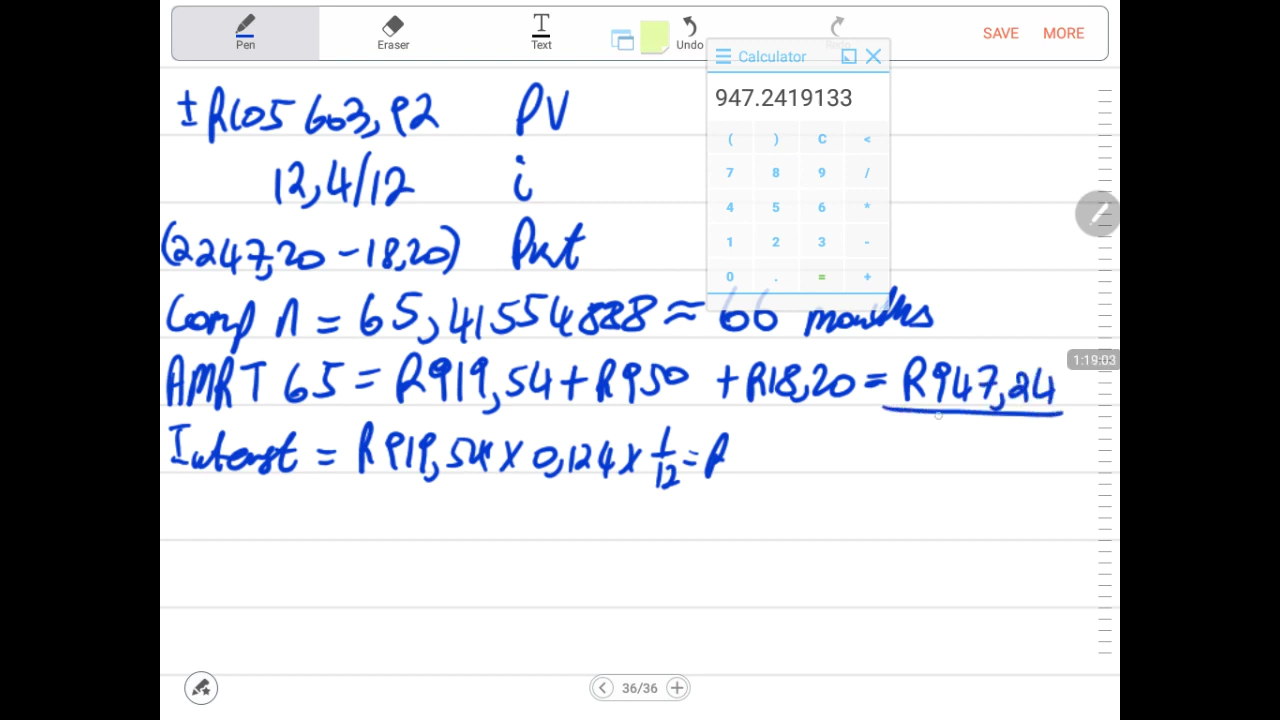 Pen
Eraser
Text
Undo
Redo
SAVE
MORE
Calculator
947.2419133
( ) C <
7 8 9 /
4 5 6 *
1 2 3 -
0 . = +
±R105 603,92 PV
12,4/12 i
(2247,20 - 18,20) Pmt
Comp n = 65,41554888 ≈ 66 months
AMRT 65 = R919,54 + R9,50 + R18,20 = R947,24
Interest = R919,54 x 0,124 x 1/12 = R
1:19:03
36/36